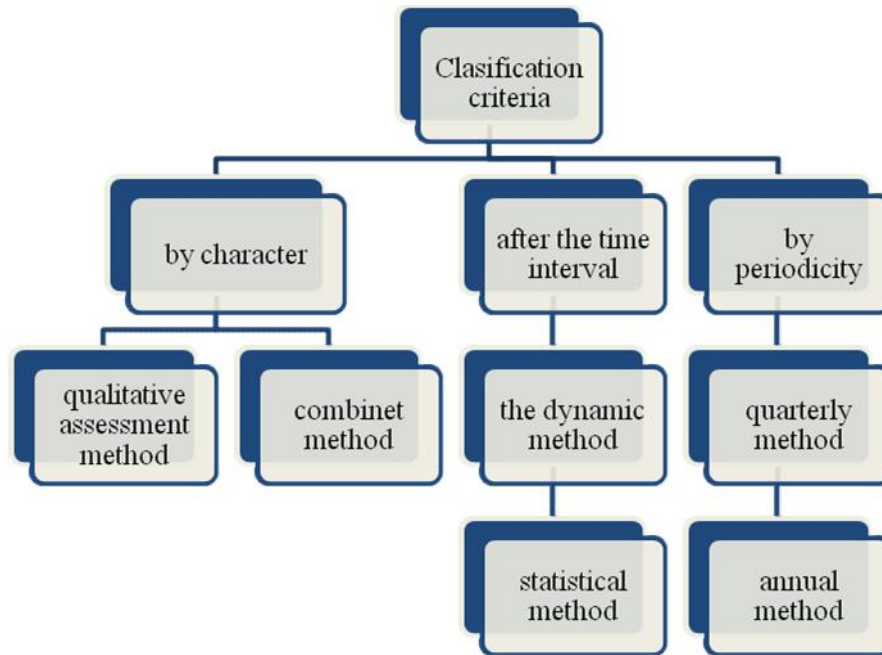 Clasification
criteria
by character
after the time
interval
by
periodicity
qualitative
assessment
method
combinet
method
the dynamic
method
quarterly
method
statistical
method
annual
method